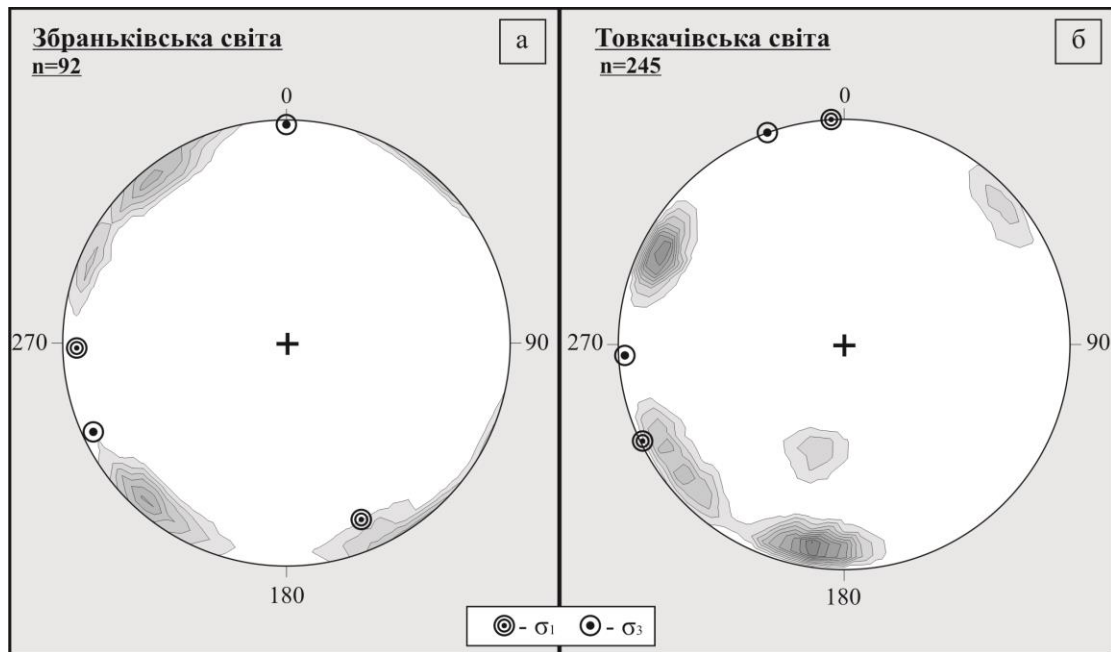 Збраньківська світа
n=92
а
0
270
90
180
Товкачівська світа
n=245
б
0
270
90
180
- σ1 - σ3